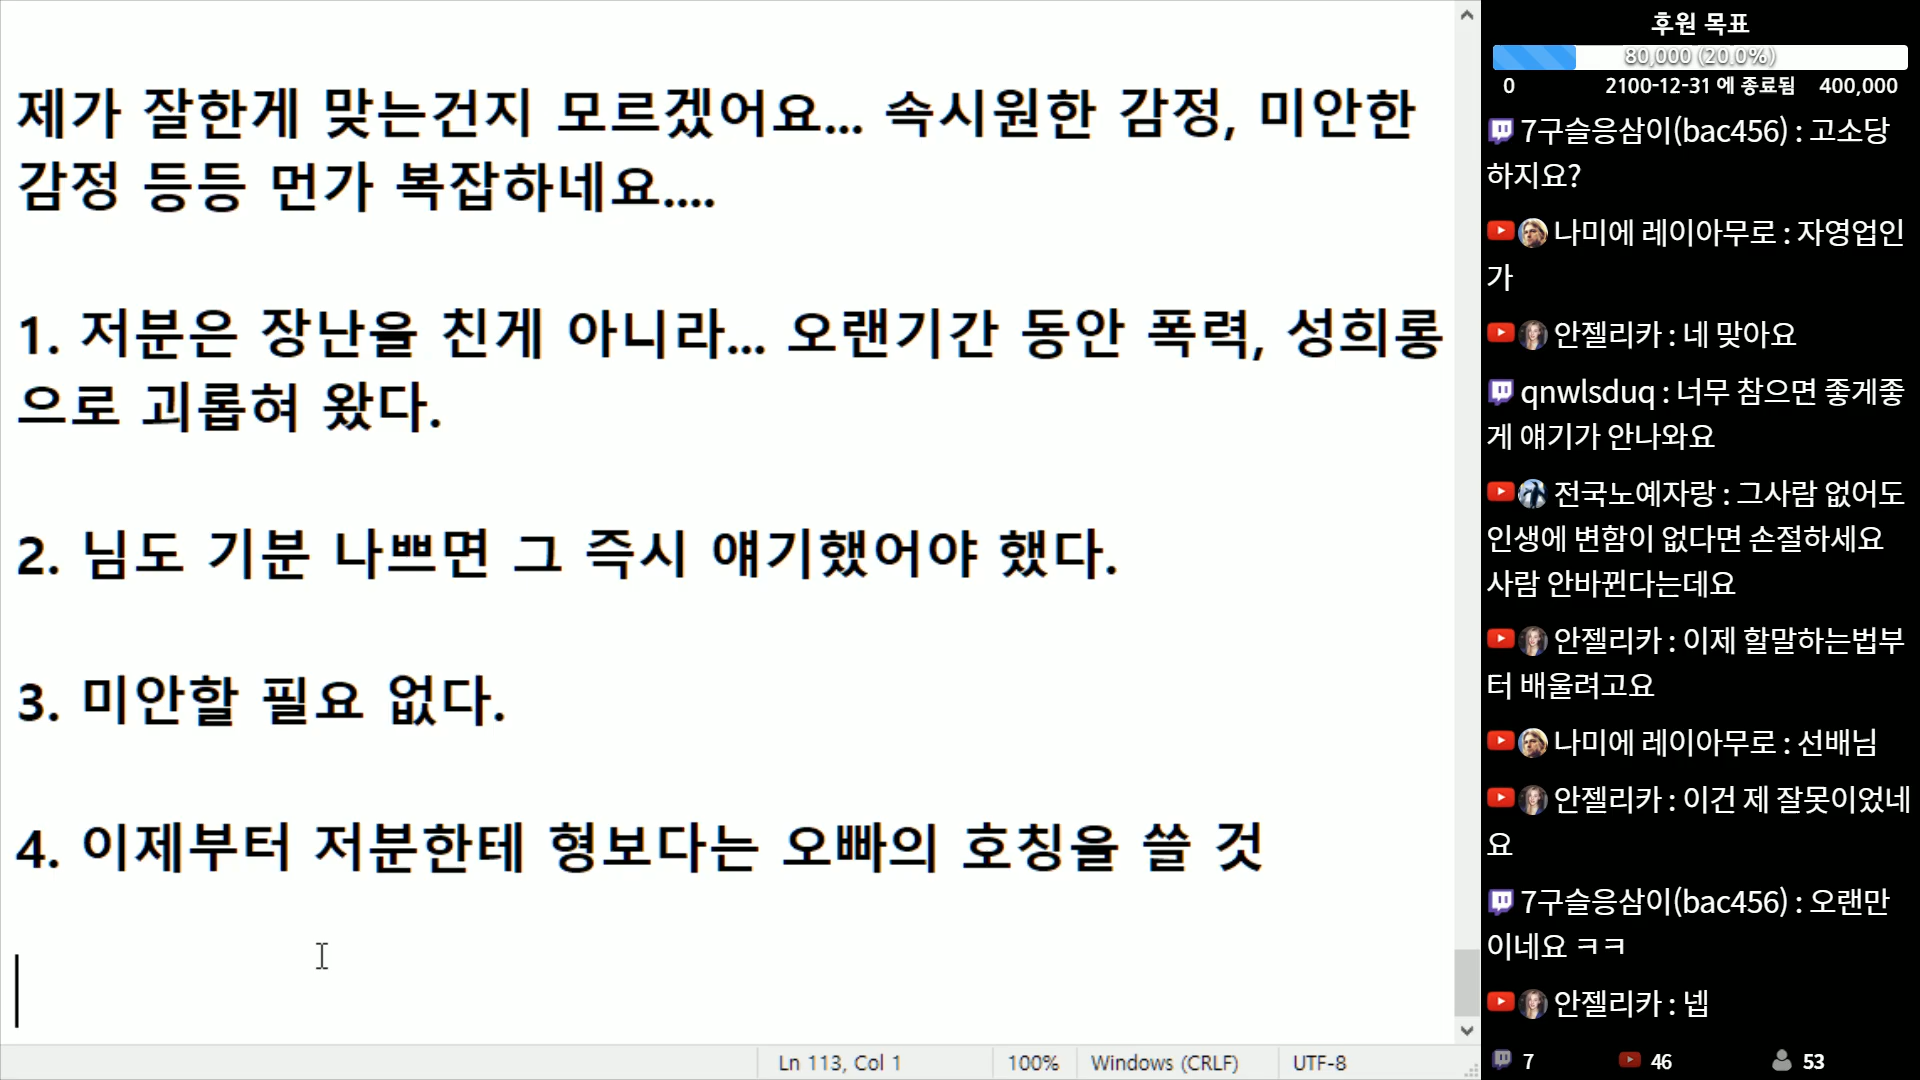 제가 잘한게 맞는건지 모르겠어요... 속시원한 감정, 미안한
감정 등등 먼가 복잡하네요....
1. 저분은 장난을 친게 아니라... 오랜기간 동안 폭력, 성희롱
으로 괴롭혀 왔다.
2. 님도 기분 나쁘면 그 즉시 얘기했어야 했다.
3. 미안할 필요 없다.
4. 이제부터 저분한테 형보다는 오빠의 호칭을 쓸 것
Ln 113, Col 1
100%
Windows (CRLF)
UTF-8
후원 목표
80,000 (20.0%)
0 2100-12-31 에 종료됨 400,000
7구슬응삼이(bac456) : 고소당
하지요?
나미에 레이아무로 : 자영업인
가
안젤리카 : 네 맞아요
qnwlsduq : 너무 참으면 좋게좋
게 얘기가 안나와요
전국노예자랑 : 그사람 없어도
인생에 변함이 없다면 손절하세요
사람 안바뀐다는데요
안젤리카 : 이제 할말하는법부
터 배울려고요
나미에 레이아무로 : 선배님
안젤리카 : 이건 제 잘못이었네
요
7구슬응삼이(bac456) : 오랜만
이네요 ㅋㅋ
안젤리카 : 넵
7 46 53